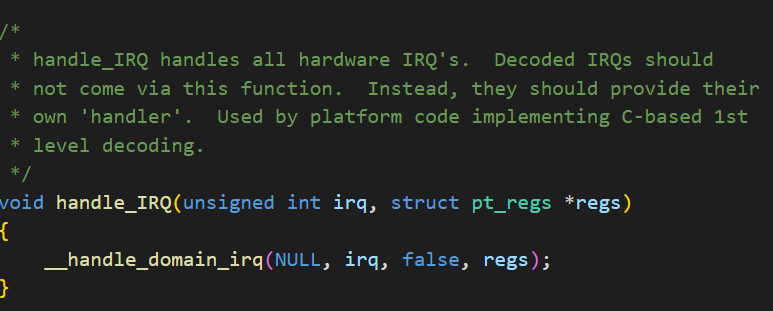 /*
 * handle_IRQ handles all hardware IRQ's.  Decoded IRQs should
 * not come via this function.  Instead, they should provide their
 * own 'handler'.  Used by platform code implementing C-based 1st
 * level decoding.
 */
void handle_IRQ(unsigned int irq, struct pt_regs *regs)
{
    __handle_domain_irq(NULL, irq, false, regs);
}